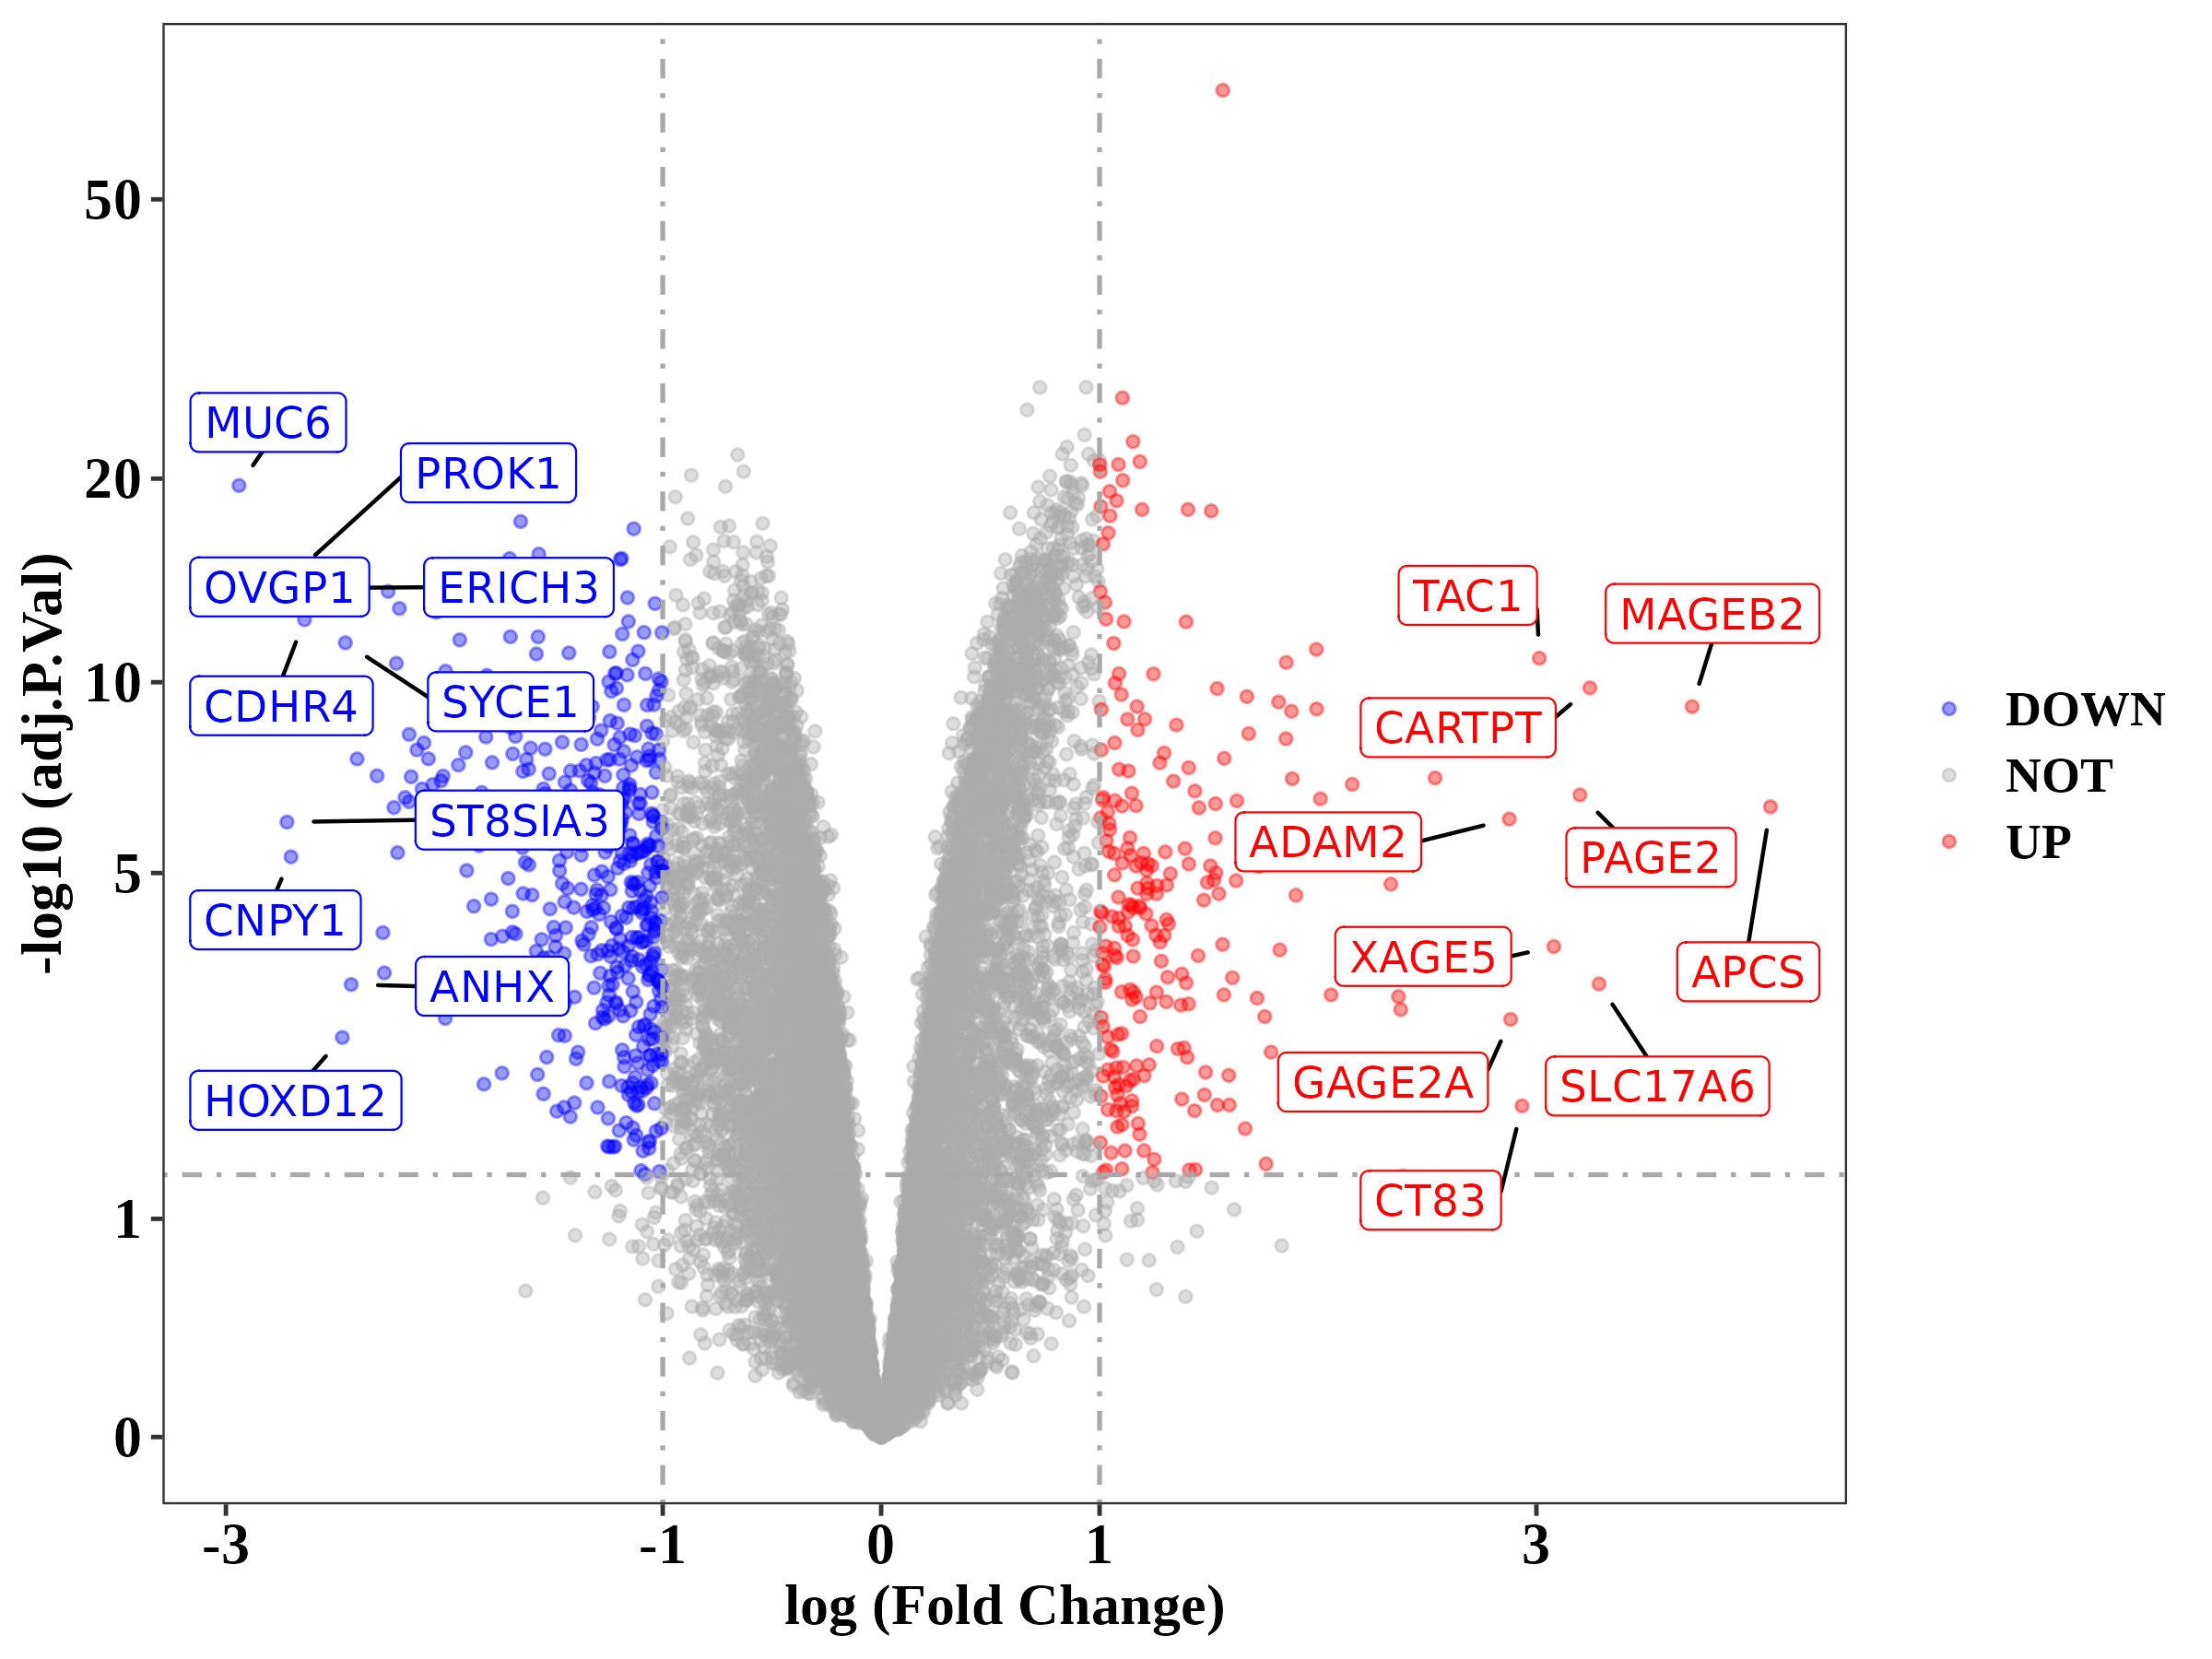 -log10 (adj.P.Val)
50
20
10
5
1
0
MUC6
PROK1
OVGP1
ERICH3
CDHR4
SYCE1
ST8SIA3
CNPY1
ANHX
HOXD12
TAC1
MAGEB2
CARTPT
ADAM2
PAGE2
XAGE5
APCS
GAGE2A
SLC17A6
CT83
DOWN
NOT
UP
-3
-1
0
1
3
log (Fold Change)